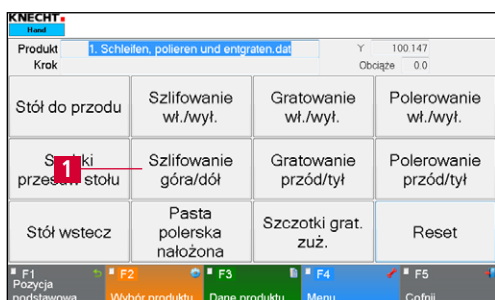 KNECHT
Hand
Produkt 1. Schleifen, polieren und entgraten.dat Y 100.147
Krok Obciąże 0.0
Stół do przodu
Szlifowanie
wł./wył.
Gratowanie
wł./wył.
Polerowanie
wł./wył.
przesuw stołu
1
Szlifowanie
góra/dół
Gratowanie
przód/tył
Polerowanie
przód/tył
Stół wstecz
Pasta
polerska
nałożona
Szczotki grat.
zuż.
Reset
F1
Pozycja
podstawowa
F2
Wybór produktu
F3
Dane produktu
F4
Menu
F5
Cofnij